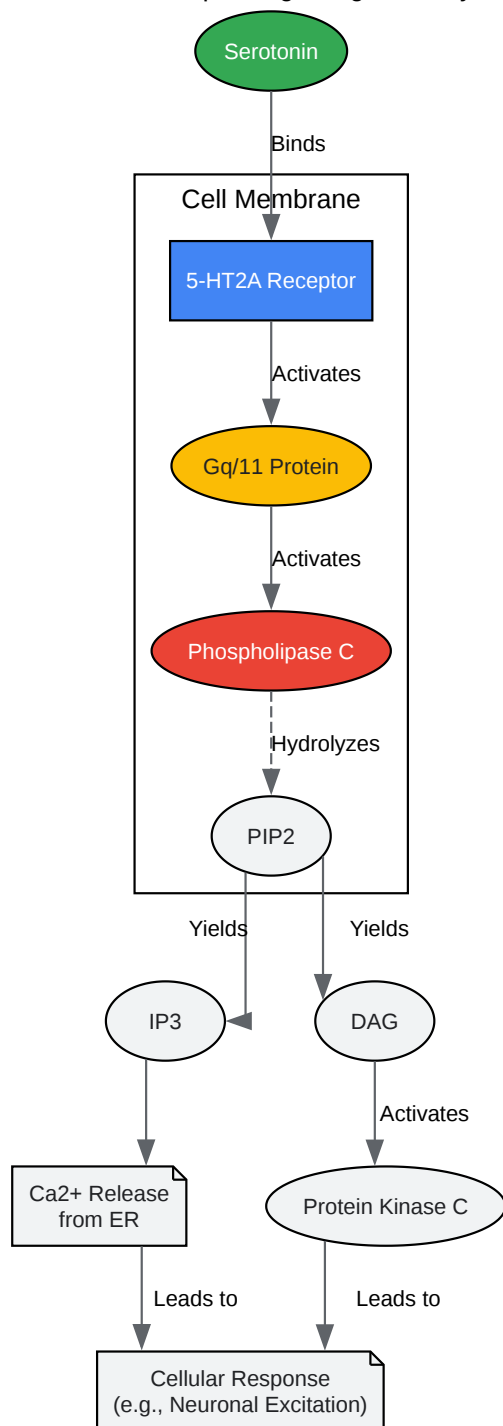 Serotonin
Binds
Cell Membrane
5-HT2A Receptor
Activates
Gq/11 Protein
Activates
Phospholipase C
Hydrolyzes
PIP2
Yields
Yields
IP3
DAG
Activates
Ca2+ Release
from ER
Protein Kinase C
Leads to
Leads to
Cellular Response
(e.g., Neuronal Excitation)